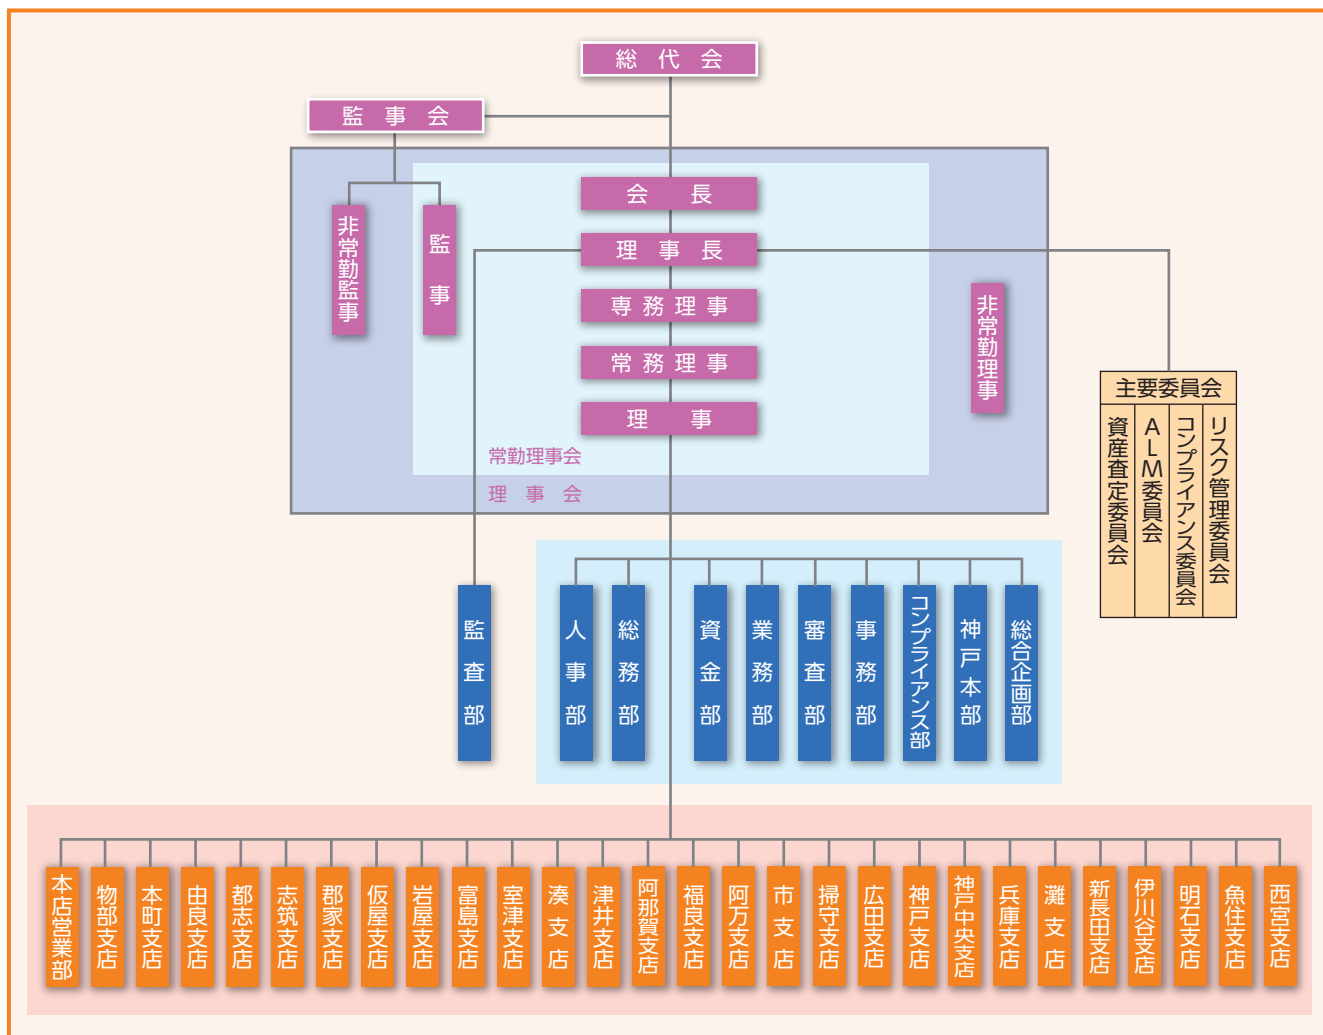 総代会
監事会
会長
理事長
専務理事
常務理事
理事
非常勤監事
監事
非常勤理事
常勤理事会
理事会
主要委員会
資産査定委員会
ALM委員会
コンプライアンス委員会
リスク管理委員会
監査部
人事部
総務部
資金部
業務部
審査部
事務部
コンプライアンス部
神戸本部
総合企画部
本店営業部
物部支店
本町支店
由良支店
都志支店
志筑支店
郡家支店
仮屋支店
岩屋支店
富島支店
室津支店
湊支店
津井支店
阿那賀支店
福良支店
阿万支店
市支店
掃守支店
広田支店
神戸支店
神戸中央支店
兵庫支店
灘支店
新長田支店
伊川谷支店
明石支店
魚住支店
西宮支店